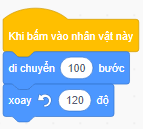 Khi bấm vào nhân vật này
di chuyển 100 bước
xoay 120 độ